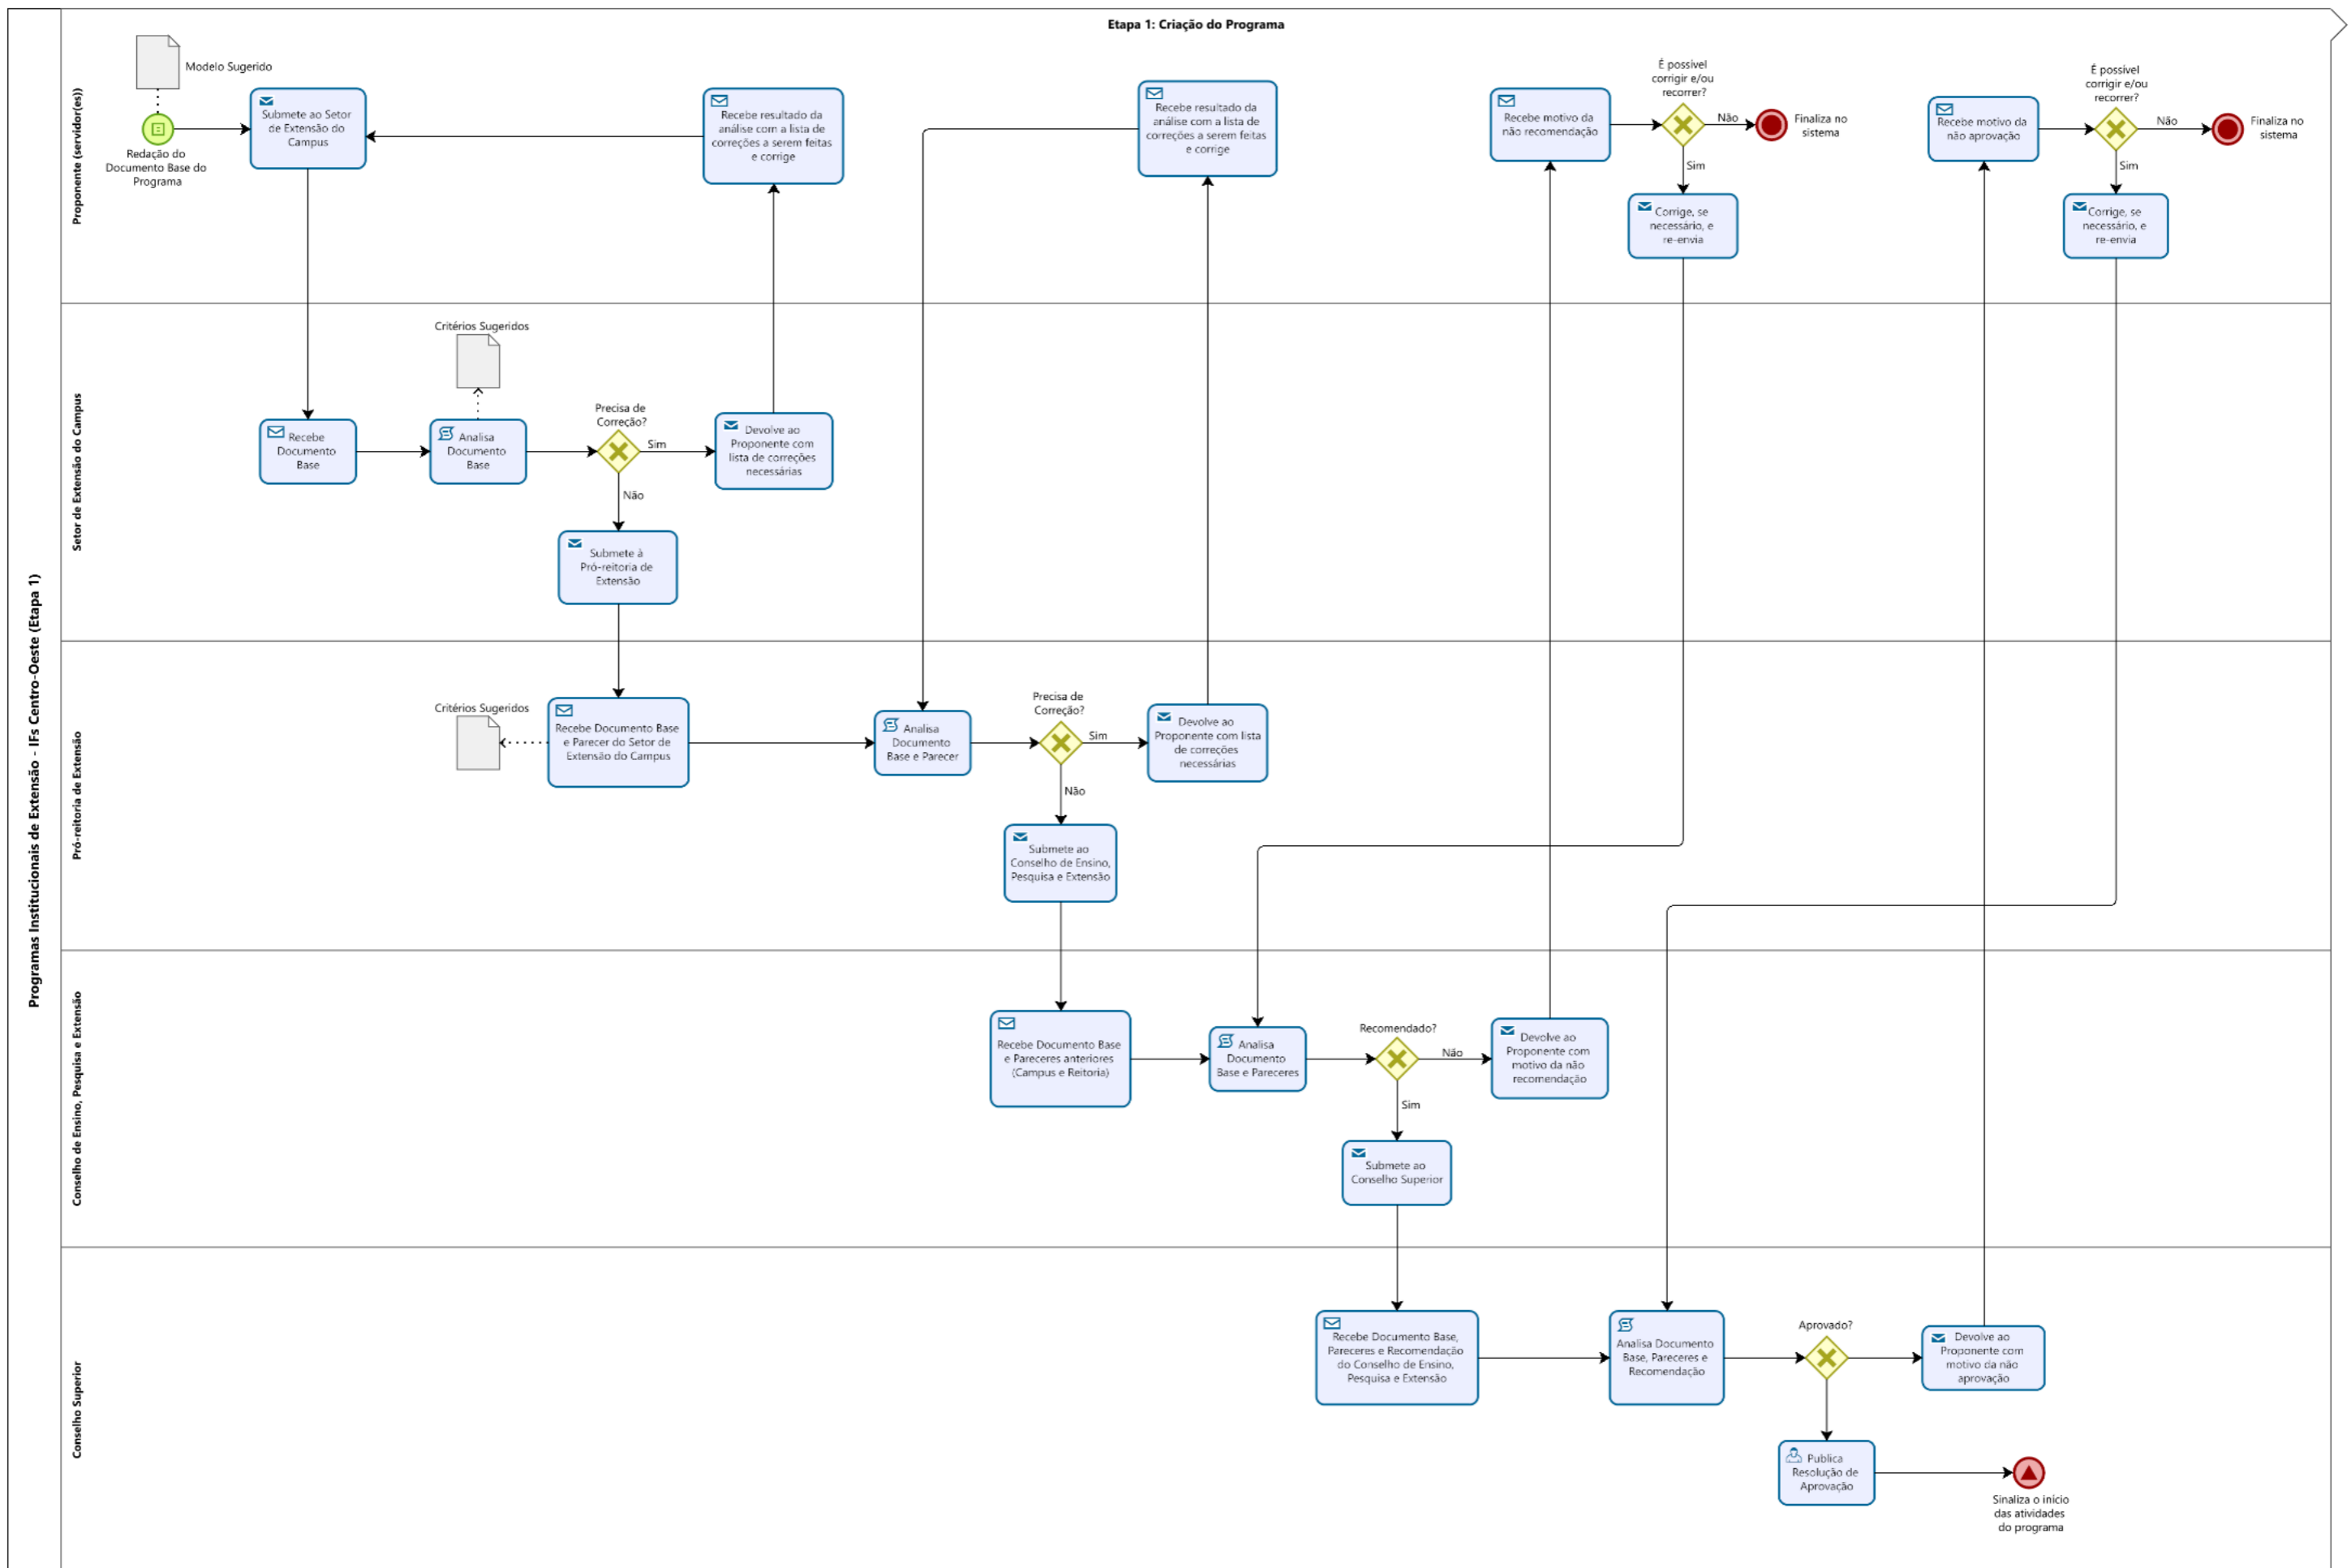 Etapa 1: Criação do Programa
Programas Institucionais de Extensão - IFs Centro-Oeste (Etapa 1)
Proponente (servidor(es))
Modelo Sugerido
Redação do
Documento Base do
Programa
Submete ao Setor
de Extensão do
Campus
Recebe resultado da
análise com a lista de
correções a serem feitas
e corrige
Recebe resultado da
análise com a lista de
correções a serem feitas
e corrige
Recebe motivo da
não recomendação
É possível
corrigir e/ou
recorrer?
Não
Finaliza no
sistema
Sim
Corrige, se
necessário, e
re-envia
Recebe motivo da
não aprovação
É possível
corrigir e/ou
recorrer?
Não
Finaliza no
sistema
Sim
Corrige, se
necessário, e
re-envia
Setor de Extensão do Campus
Critérios Sugeridos
Recebe
Documento
Base
Analisa
Documento
Base
Precisa de
Correção?
Sim
Devolve ao
Proponente com
lista de correções
necessárias
Não
Submete à
Pró-reitoria de
Extensão
Pró-reitoria de Extensão
Critérios Sugeridos
Recebe Documento Base
e Parecer do Setor de
Extensão do Campus
Analisa
Documento
Base e Parecer
Precisa de
Correção?
Sim
Devolve ao
Proponente com lista
de correções
necessárias
Não
Submete ao
Conselho de Ensino,
Pesquisa e Extensão
Conselho de Ensino, Pesquisa e Extensão
Recebe Documento Base
e Pareceres anteriores
(Campus e Reitoria)
Analisa
Documento
Base e Pareceres
Recomendado?
Não
Devolve ao
Proponente com
motivo da não
recomendação
Sim
Submete ao
Conselho Superior
Conselho Superior
Recebe Documento Base,
Pareceres e Recomendação
do Conselho de Ensino,
Pesquisa e Extensão
Analisa Documento
Base, Pareceres e
Recomendação
Aprovado?
Devolve ao
Proponente com
motivo da não
aprovação
Publica
Resolução de
Aprovação
Sinaliza o início
das atividades
do programa